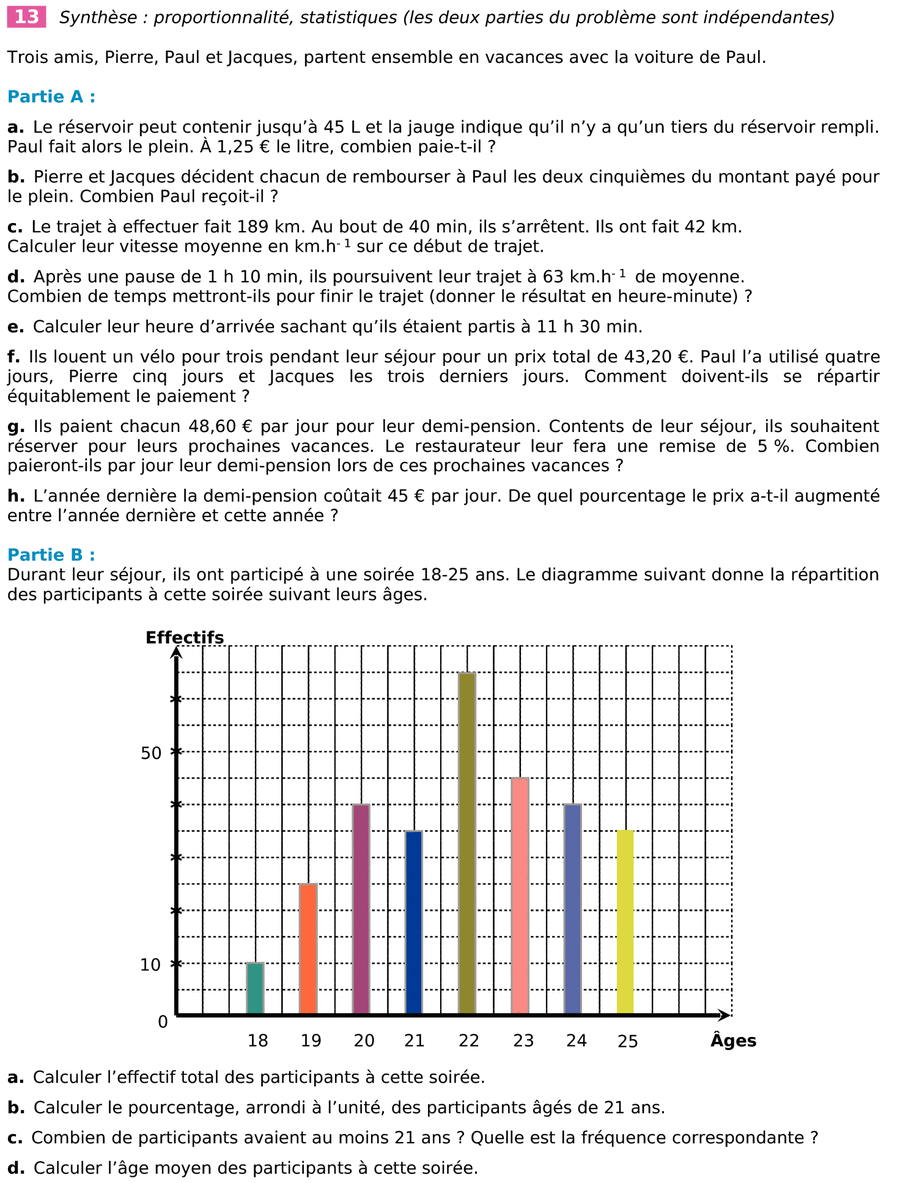 13 Synthèse : proportionnalité, statistiques (les deux parties du problème sont indépendantes)
Trois amis, Pierre, Paul et Jacques, partent ensemble en vacances avec la voiture de Paul.
Partie A :
a. Le réservoir peut contenir jusqu’à 45 L et la jauge indique qu’il n’y a qu’un tiers du réservoir rempli.
Paul fait alors le plein. À 1,25 € le litre, combien paie-t-il ?
b. Pierre et Jacques décident chacun de rembourser à Paul les deux cinquièmes du montant payé pour
le plein. Combien Paul reçoit-il ?
c. Le trajet à effectuer fait 189 km. Au bout de 40 min, ils s’arrêtent. Ils ont fait 42 km.
Calculer leur vitesse moyenne en km.h⁻¹ sur ce début de trajet.
d. Après une pause de 1 h 10 min, ils poursuivent leur trajet à 63 km.h⁻¹ de moyenne.
Combien de temps mettront-ils pour finir le trajet (donner le résultat en heure-minute) ?
e. Calculer leur heure d’arrivée sachant qu’ils étaient partis à 11 h 30 min.
f. Ils louent un vélo pour trois pendant leur séjour pour un prix total de 43,20 €. Paul l’a utilisé quatre
jours, Pierre cinq jours et Jacques les trois derniers jours. Comment doivent-ils se répartir
équitablement le paiement ?
g. Ils paient chacun 48,60 € par jour pour leur demi-pension. Contents de leur séjour, ils souhaitent
réserver pour leurs prochaines vacances. Le restaurateur leur fera une remise de 5 %. Combien
paieront-ils par jour leur demi-pension lors de ces prochaines vacances ?
h. L’année dernière la demi-pension coûtait 45 € par jour. De quel pourcentage le prix a-t-il augmenté
entre l’année dernière et cette année ?
Partie B :
Durant leur séjour, ils ont participé à une soirée 18-25 ans. Le diagramme suivant donne la répartition
des participants à cette soirée suivant leurs âges.
Effectifs
50
10
0
18 19 20 21 22 23 24 25 Âges
a. Calculer l’effectif total des participants à cette soirée.
b. Calculer le pourcentage, arrondi à l’unité, des participants âgés de 21 ans.
c. Combien de participants avaient au moins 21 ans ? Quelle est la fréquence correspondante ?
d. Calculer l’âge moyen des participants à cette soirée.